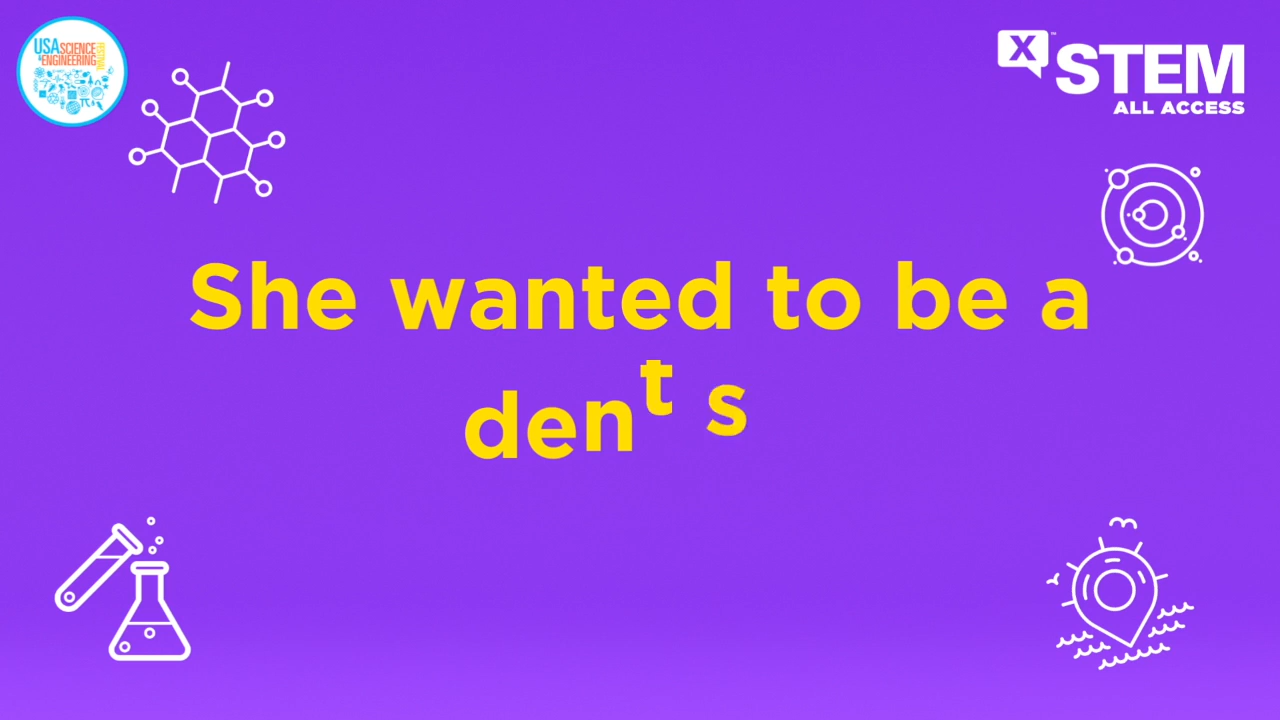 USA SCIENCE
& ENGINEERING
FESTIVAL
X STEM
ALL ACCESS
She wanted to be a
dent s